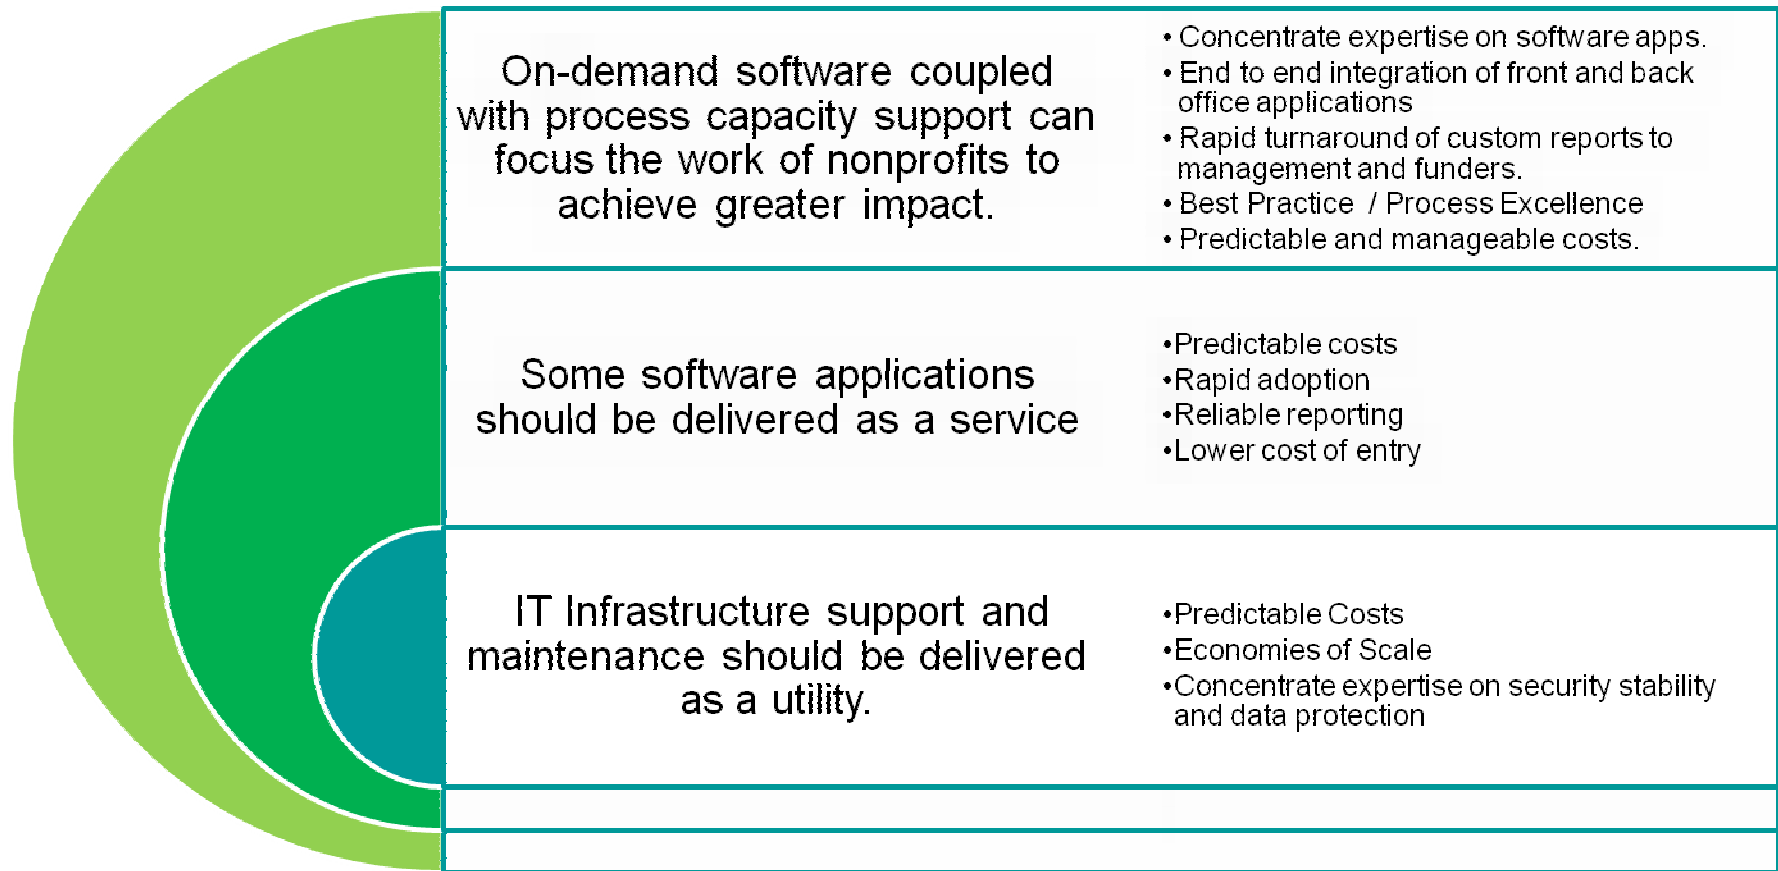 On-demand software coupled
with process capacity support can
focus the work of nonprofits to
achieve greater impact.
• Concentrate expertise on software apps.
• End to end integration of front and back
office applications
• Rapid turnaround of custom reports to
management and funders.
• Best Practice / Process Excellence
• Predictable and manageable costs.
Some software applications
should be delivered as a service
•Predictable costs
•Rapid adoption
•Reliable reporting
•Lower cost of entry
IT Infrastructure support and
maintenance should be delivered
as a utility.
•Predictable Costs
•Economies of Scale
•Concentrate expertise on security stability
and data protection